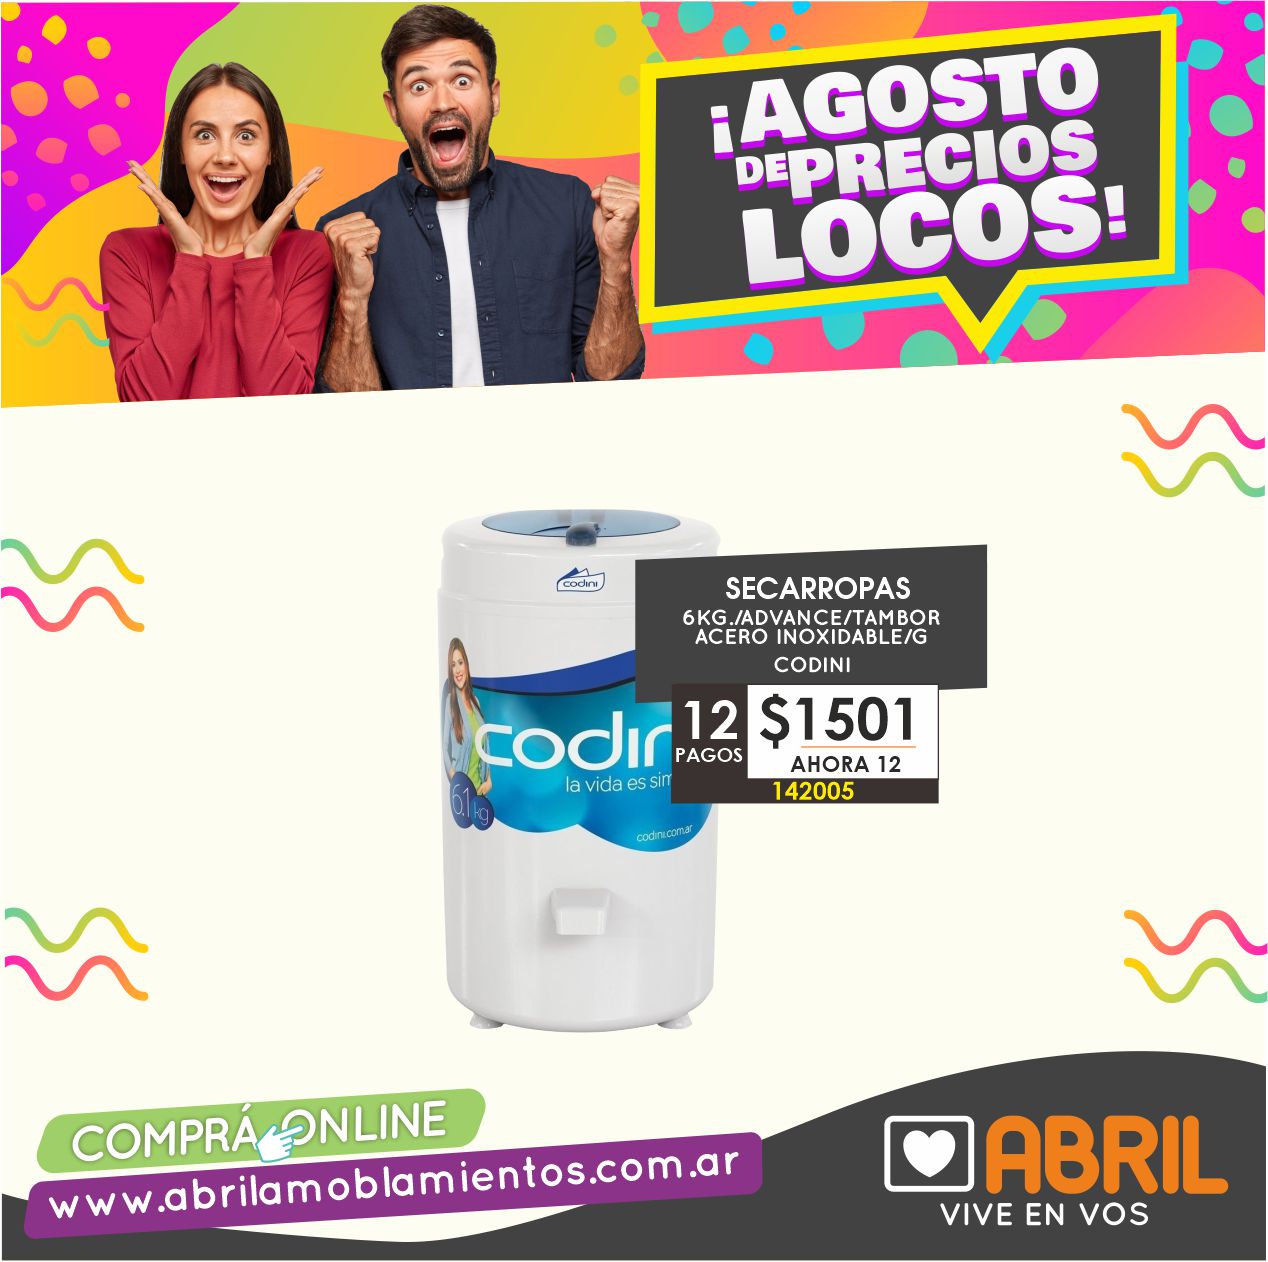 ¡AGOSTO
DE PRECIOS
LOCOS!
codini
SECARROPAS
6KG./ADVANCE/TAMBOR
ACERO INOXIDABLE/G
CODINI
12
PAGOS
$1501
AHORA 12
142005
codin
la vida es sim
6.1 kg
codini.com.ar
COMPRÁ ONLINE
www.abrilamoblamientos.com.ar
ABRIL
VIVE EN VOS